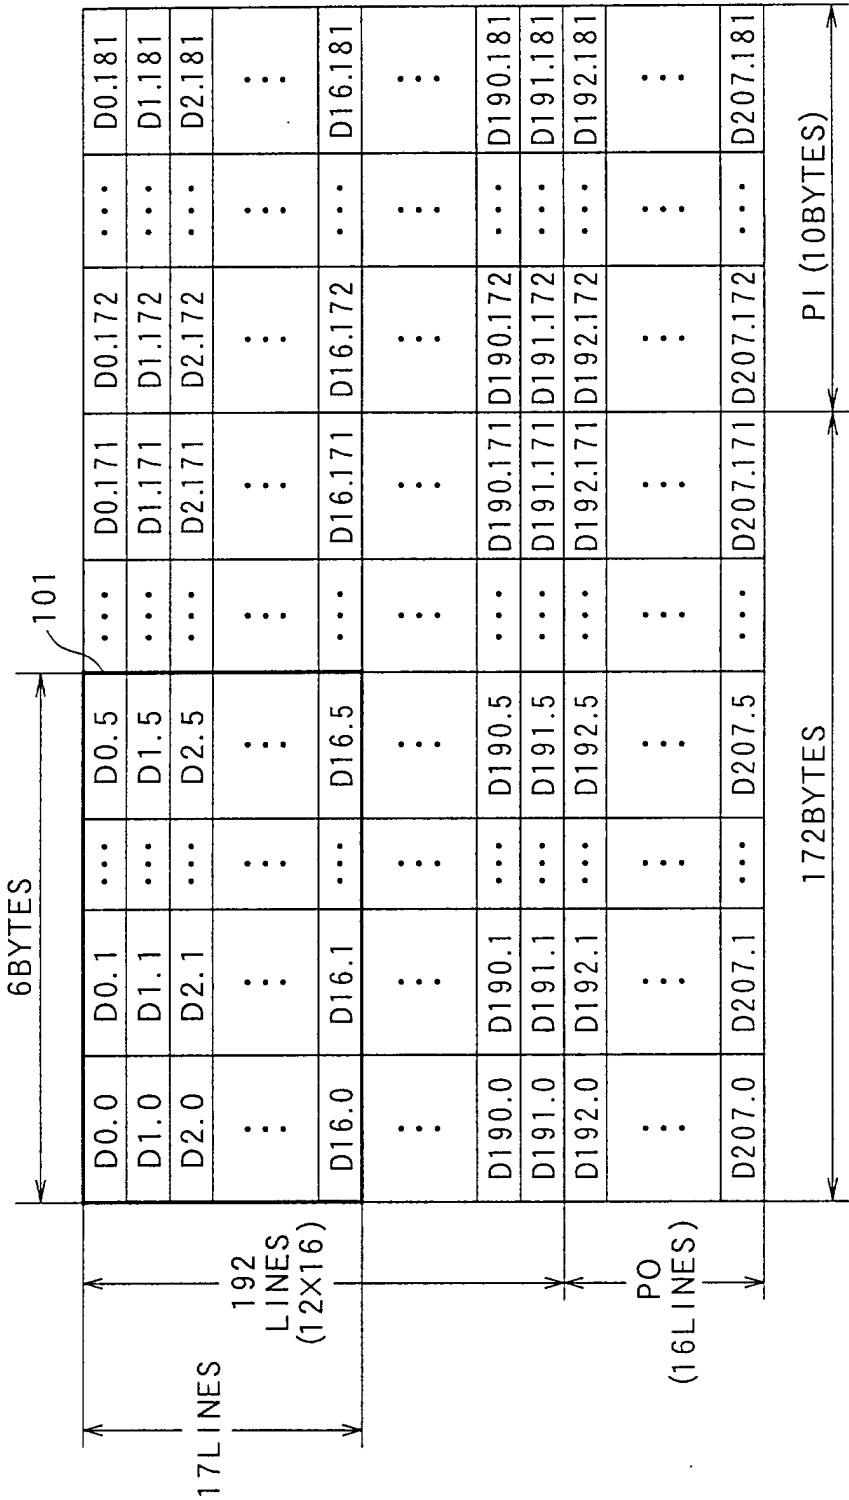 6BYTES
101
17LINES
192
LINES
(12×16)
PO
(16LINES)
D0.0 D0.1 ... D0.5 ... D0.171 D0.172 ... D0.181
D1.0 D1.1 ... D1.5 ... D1.171 D1.172 ... D1.181
D2.0 D2.1 ... D2.5 ... D2.171 D2.172 ... D2.181
... ... ... ... ... ... ... ... ...
D16.0 D16.1 ... D16.5 ... D16.171 D16.172 ... D16.181
... ... ... ... ... ... ... ... ...
D190.0 D190.1 ... D190.5 ... D190.171 D190.172 ... D190.181
D191.0 D191.1 ... D191.5 ... D191.171 D191.172 ... D191.181
D192.0 D192.1 ... D192.5 ... D192.171 D192.172 ... D192.181
... ... ... ... ... ... ... ... ...
D207.0 D207.1 ... D207.5 ... D207.171 D207.172 ... D207.181
172BYTES
PI (10BYTES)